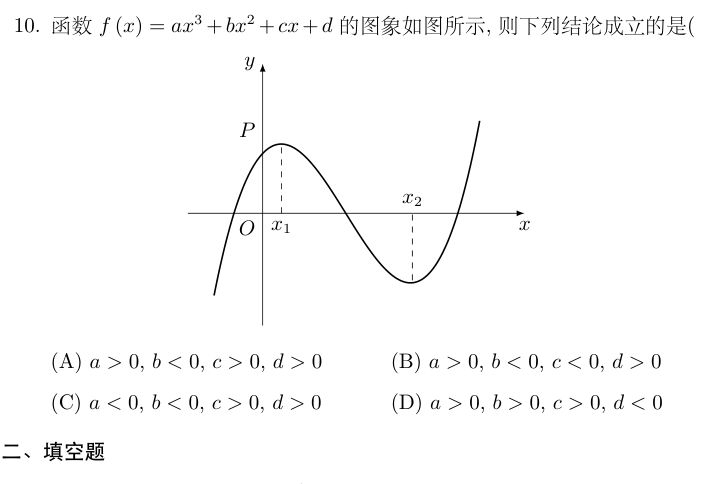 10. 函数 f (x) = ax³ + bx² + cx + d 的图象如图所示, 则下列结论成立的是(
y
P
x₂
O
x₁
x
(A) a > 0, b < 0, c > 0, d > 0
(B) a > 0, b < 0, c < 0, d > 0
(C) a < 0, b < 0, c > 0, d > 0
(D) a > 0, b > 0, c > 0, d < 0
二、填空题